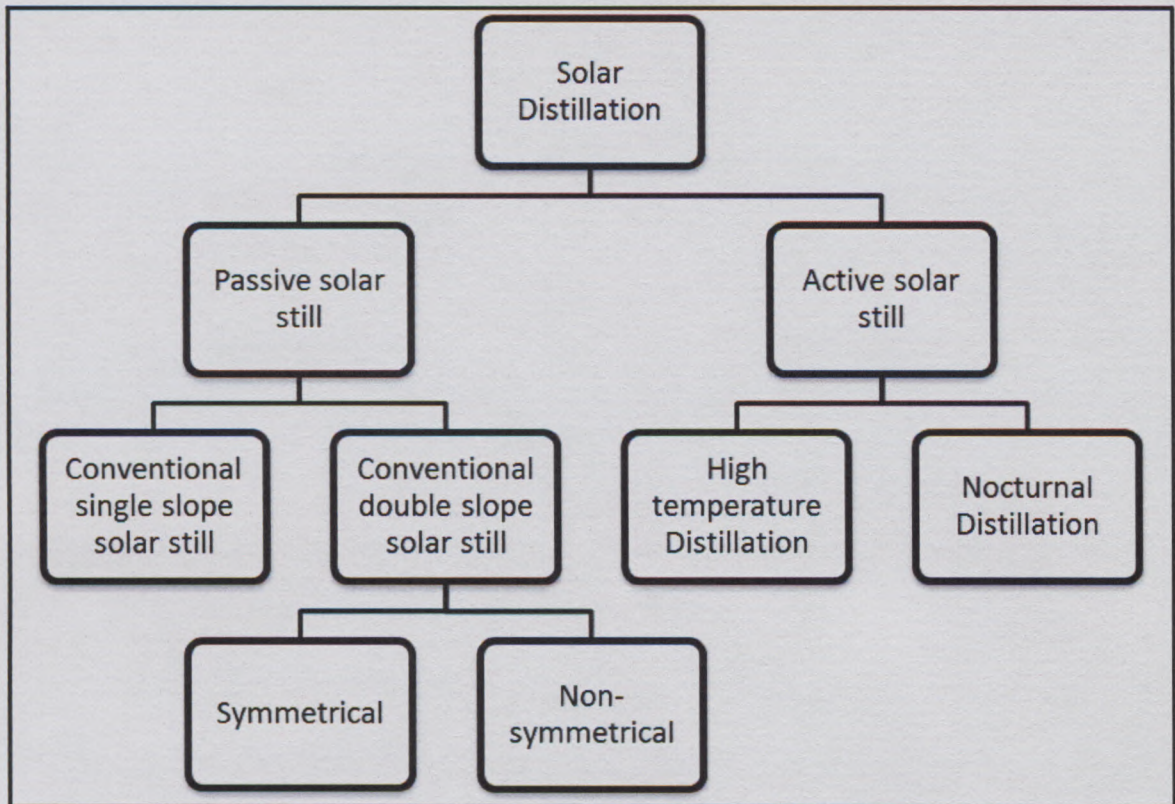 Solar
Distillation
Passive solar
still
Active solar
still
Conventional
single slope
solar still
Conventional
double slope
solar still
High
temperature
Distillation
Nocturnal
Distillation
Symmetrical
Non-
symmetrical